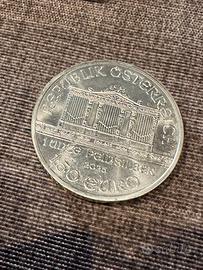 REPUBLIK ÖSTERREICH
1 UNZE FEINSILBER
1,50 EURO